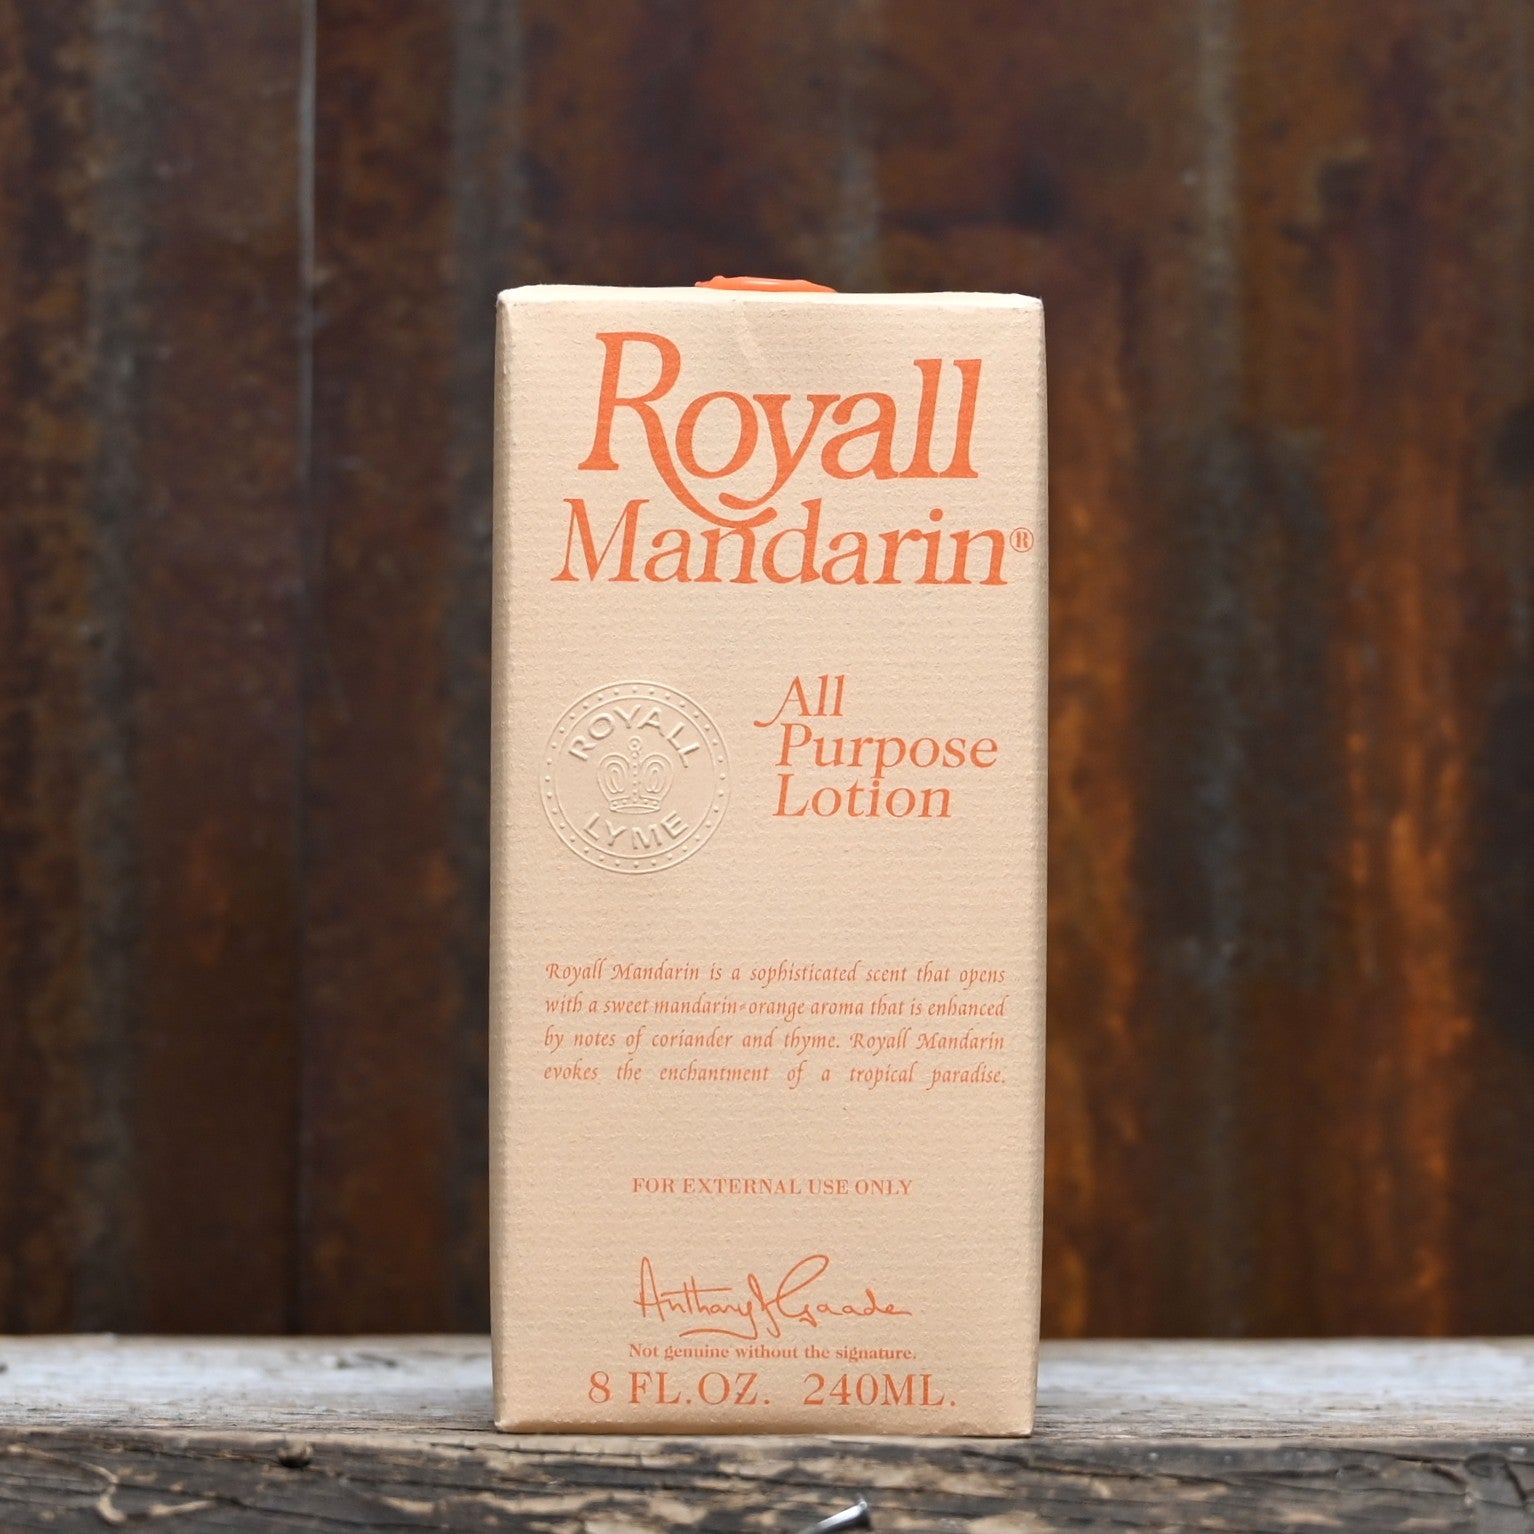 Royall
Mandarin®
ROYALL
LYME
All
Purpose
Lotion
Royall Mandarin is a sophisticated scent that opens
with a sweet mandarin-orange aroma that is enhanced
by notes of coriander and thyme. Royall Mandarin
evokes the enchantment of a tropical paradise.
FOR EXTERNAL USE ONLY
Anthony J Gaade
Not genuine without the signature.
8 FL.OZ. 240ML.